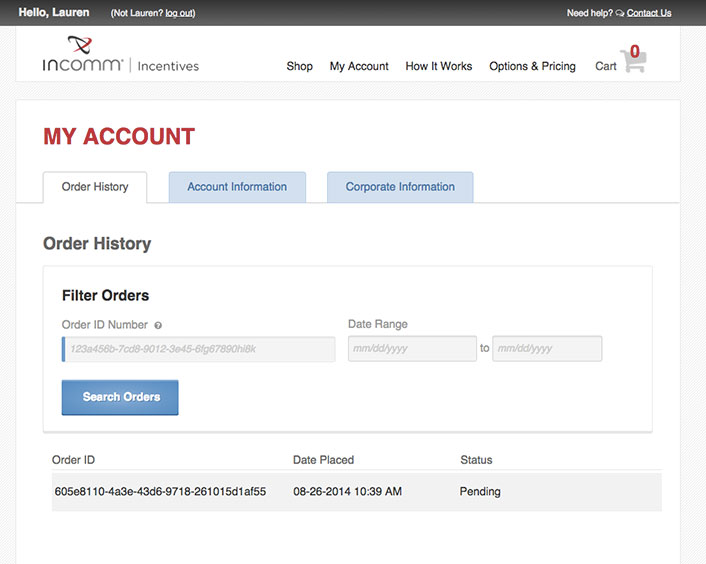 Hello, Lauren (Not Lauren? log out) Need help? Contact Us
InComm | Incentives
Shop My Account How It Works Options & Pricing Cart 0
MY ACCOUNT
Order History Account Information Corporate Information
Order History
Filter Orders
Order ID Number ? Date Range
123a456b-7cd8-9012-3e45-6fg67890hi8k mm/dd/yyyy to mm/dd/yyyy
Search Orders
Order ID Date Placed Status
605e8110-4a3e-43d6-9718-261015d1af55 08-26-2014 10:39 AM Pending